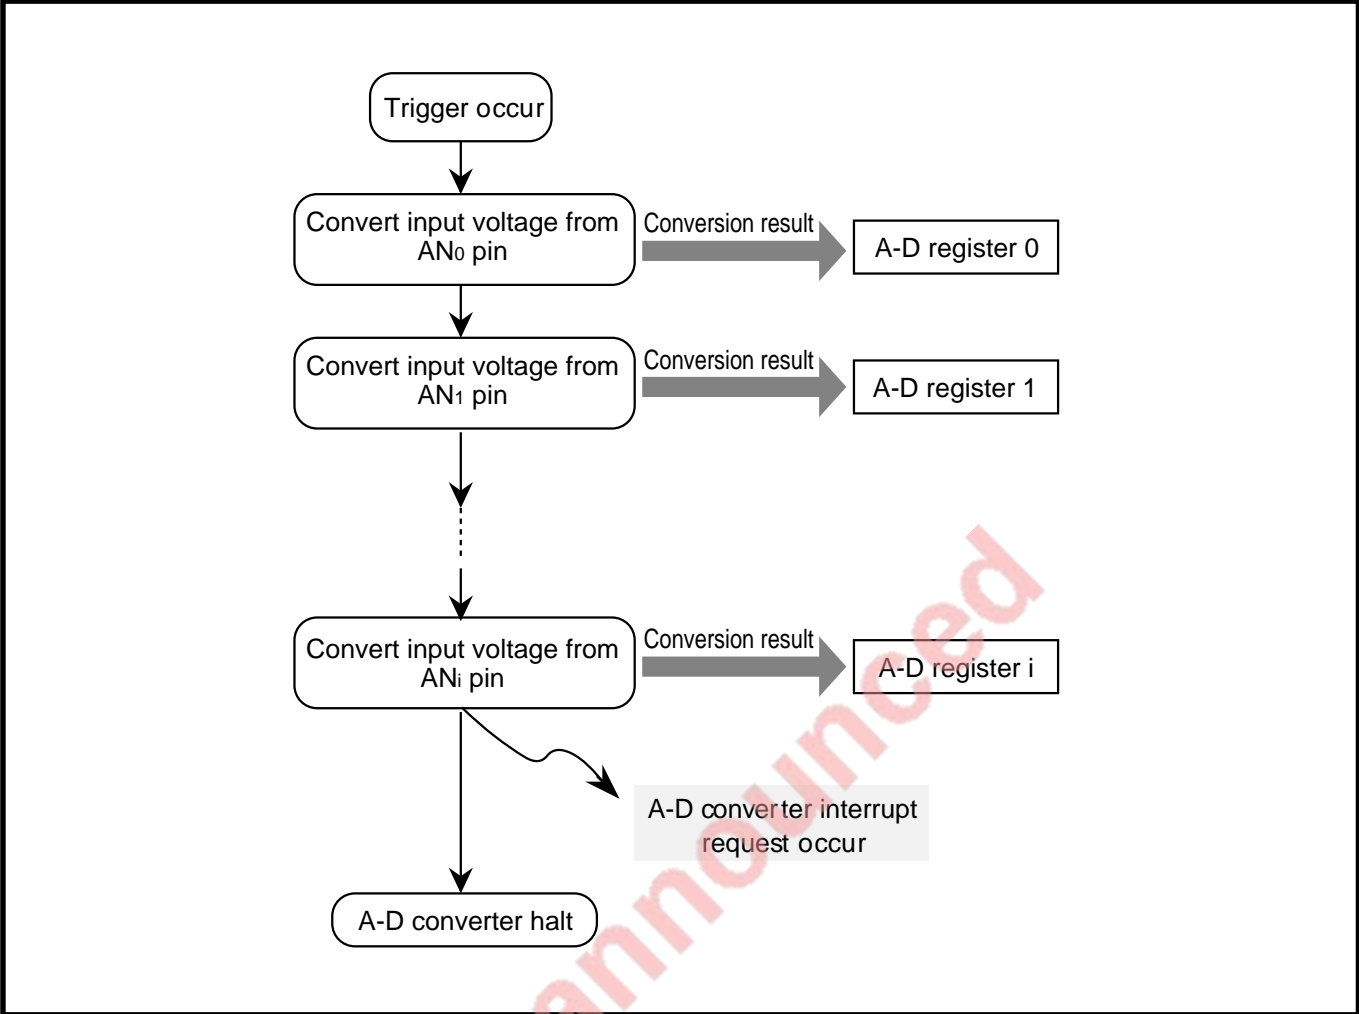 Trigger occur
Convert input voltage from
AN0 pin
Conversion result
A-D register 0
Convert input voltage from
AN1 pin
Conversion result
A-D register 1
Convert input voltage from
ANi pin
Conversion result
A-D register i
A-D converter interrupt
request occur
A-D converter halt
announced